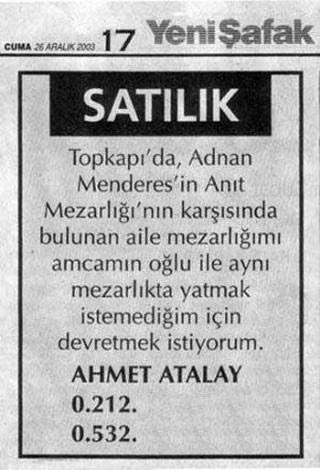 CUMA 26 ARALIK 2003 17 YeniŞafak
SATILIK
Topkapı'da, Adnan
Menderes'in Anıt
Mezarlığı'nın karşısında
bulunan aile mezarlığımı
amcamın oğlu ile aynı
mezarlıkta yatmak
istemediğim için
devretmek istiyorum.
AHMET ATALAY
0.212.
0.532.